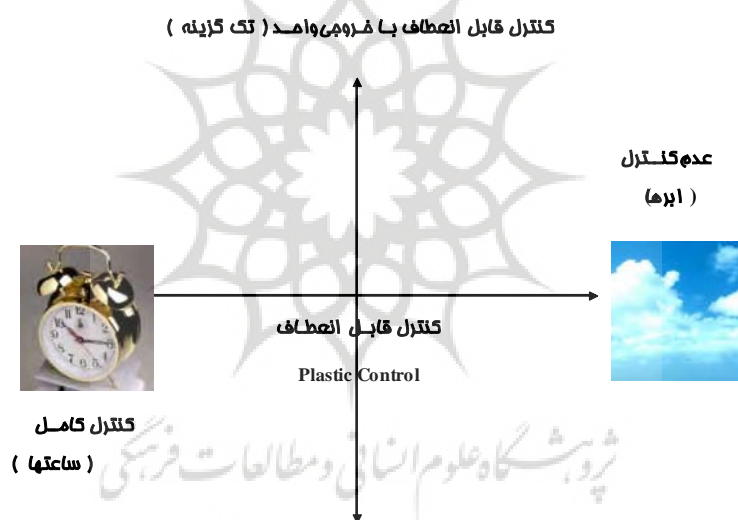 کنترل قابل انعطاف با خروجی واحد ( تک گزینه )
عدم کنترل
( ابرها )
کنترل قابل انعطاف
Plastic Control
کنترل کامل
( ساعتها )
پژوهشگاه علوم انسانی و مطالعات فرهنگی